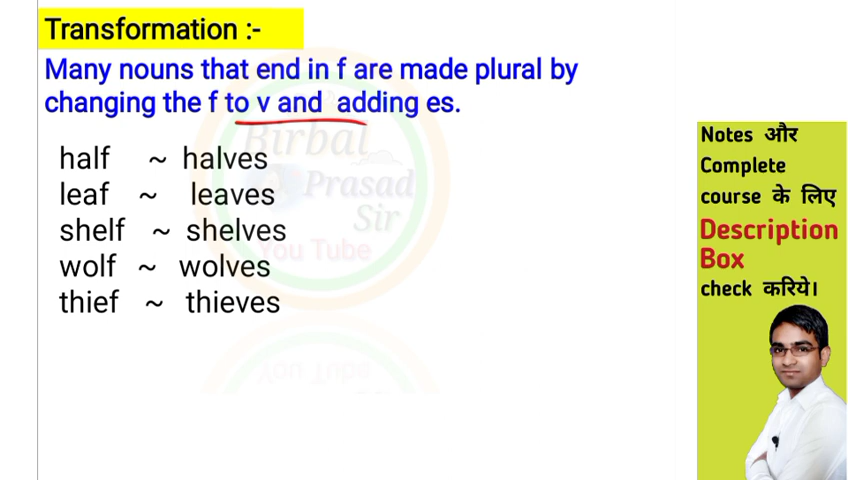 Transformation :-
Many nouns that end in f are made plural by
changing the f to v and adding es.
half ~ halves
leaf ~ leaves
shelf ~ shelves
wolf ~ wolves
thief ~ thieves
Birbal
Prasad
Sir
You Tube
Notes और
Complete
course के लिए
Description
Box
check करिये।